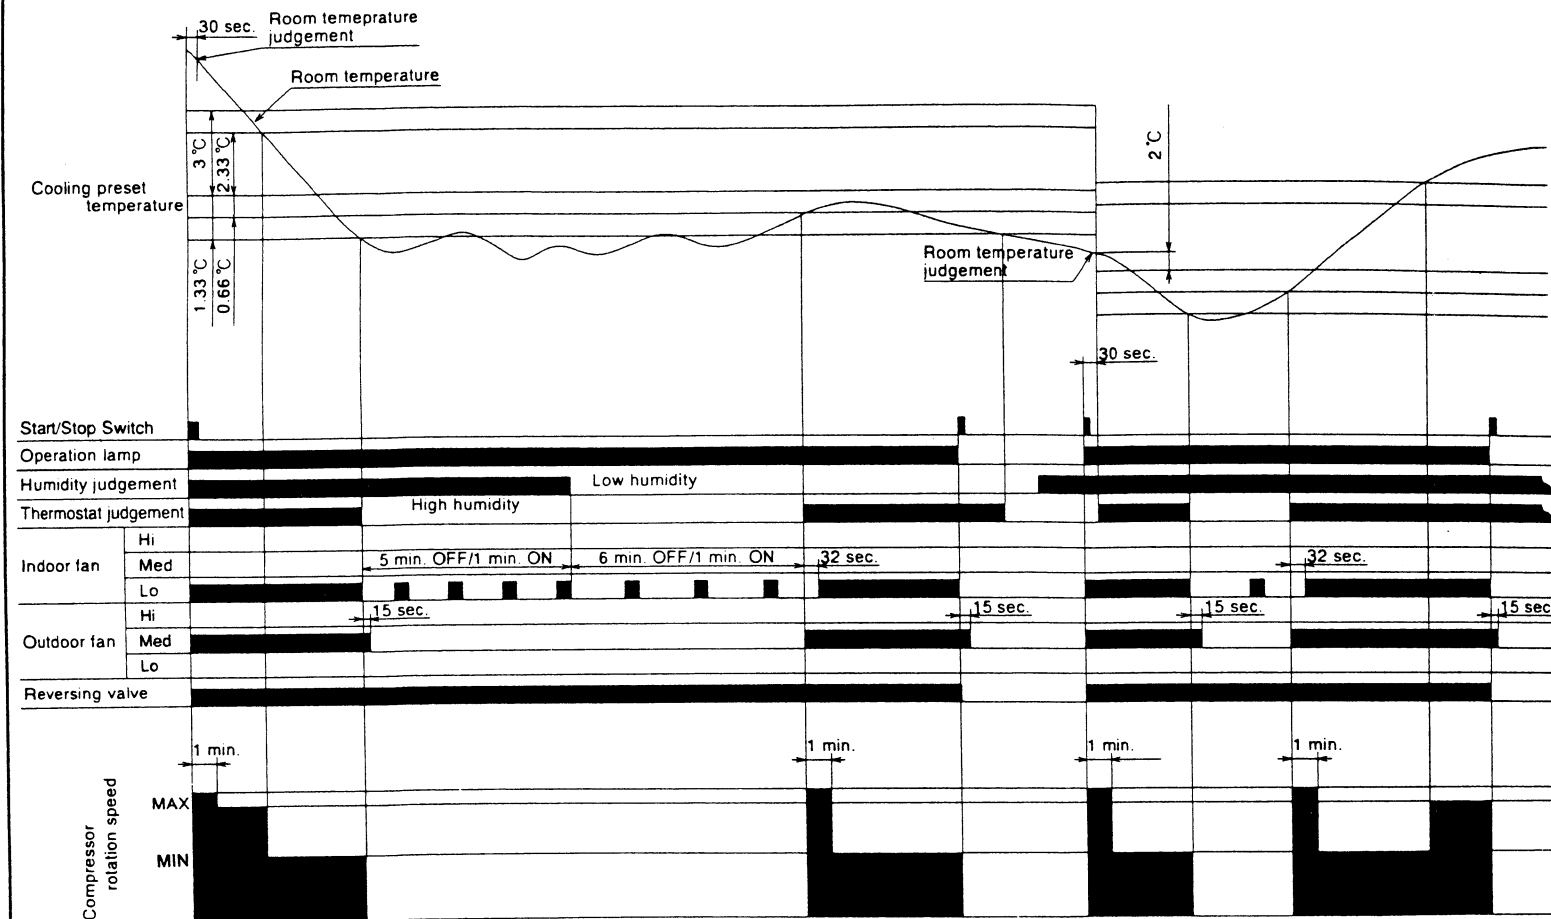 30 sec.
Room temeprature
judgement
Room temperature
3 °C
2.33 °C
2 °C
Cooling preset
temperature
1.33 °C
0.66 °C
Room temperature
judgement
30 sec.
Start/Stop Switch
Operation lamp
Humidity judgement
Low humidity
High humidity
Thermostat judgement
Indoor fan
Hi
Med
Lo
5 min. OFF/1 min. ON
6 min. OFF/1 min. ON
32 sec.
32 sec.
Outdoor fan
Hi
Med
Lo
15 sec.
15 sec.
15 sec.
15 sec
Reversing valve
1 min.
1 min.
1 min.
1 min.
Compressor
rotation speed
MAX
MIN